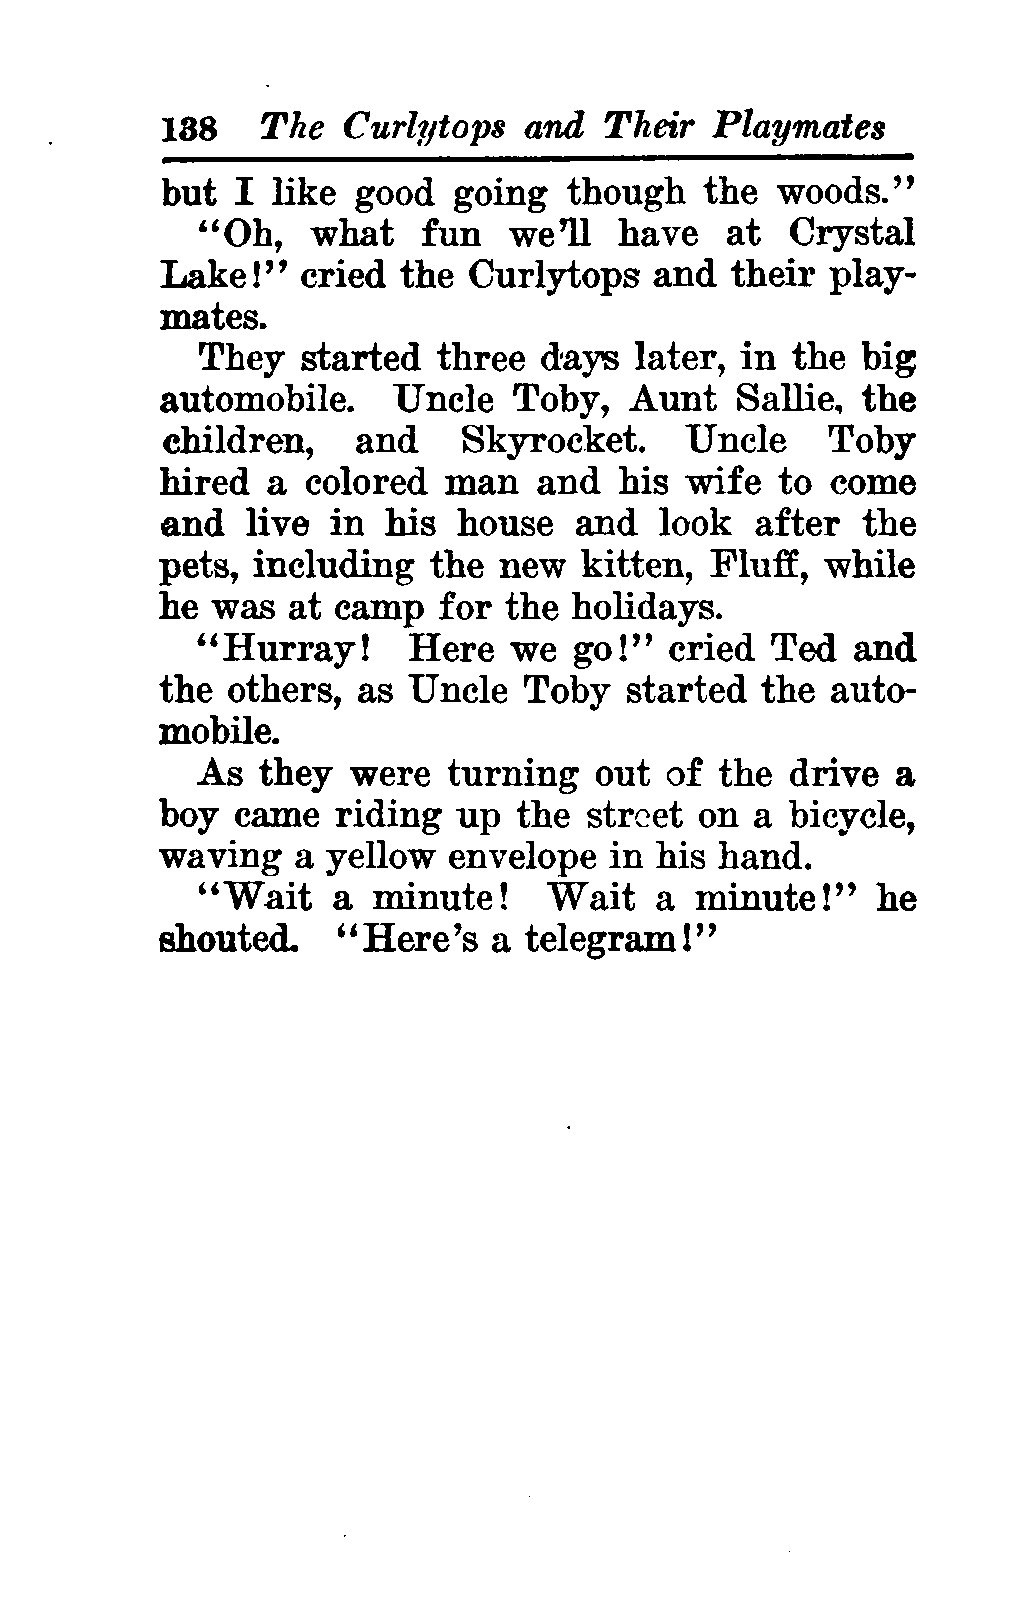 138 The Curlytops and Their Playmates
but I like good going though the woods."
"Oh, what fun we'll have at Crystal
Lake!" cried the Curlytops and their play-
mates.
They started three days later, in the big
automobile. Uncle Toby, Aunt Sallie, the
children, and Skyrocket. Uncle Toby
hired a colored man and his wife to come
and live in his house and look after the
pets, including the new kitten, Fluff, while
he was at camp for the holidays.
"Hurray! Here we go!" cried Ted and
the others, as Uncle Toby started the auto-
mobile.
As they were turning out of the drive a
boy came riding up the street on a bicycle,
waving a yellow envelope in his hand.
"Wait a minute! Wait a minute!" he
shouted. "Here's a telegram!"